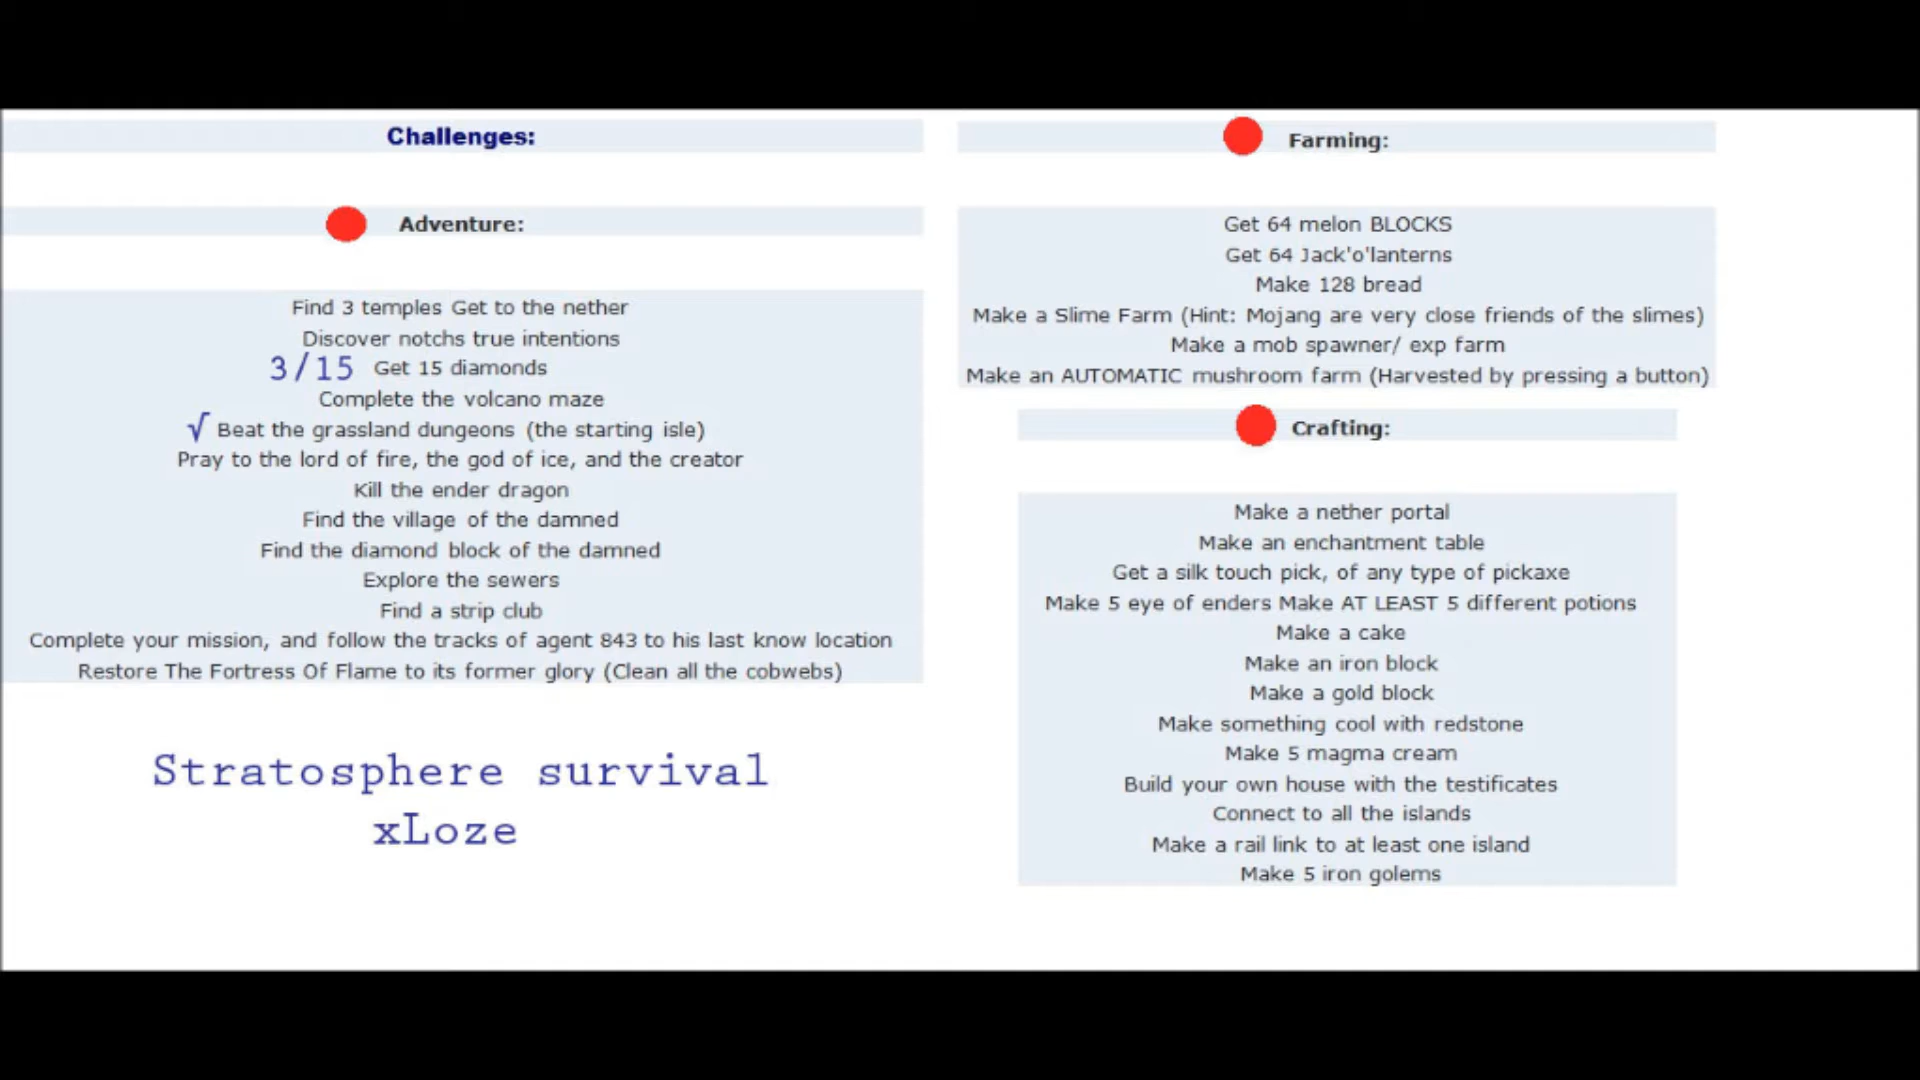 Challenges:
Adventure:
Find 3 temples Get to the nether
Discover notchs true intentions
3/15 Get 15 diamonds
Complete the volcano maze
√ Beat the grassland dungeons (the starting isle)
Pray to the lord of fire, the god of ice, and the creator
Kill the ender dragon
Find the village of the damned
Find the diamond block of the damned
Explore the sewers
Find a strip club
Complete your mission, and follow the tracks of agent 843 to his last know location
Restore The Fortress Of Flame to its former glory (Clean all the cobwebs)
Stratosphere survival
xLoze
Farming:
Get 64 melon BLOCKS
Get 64 Jack'o'lanterns
Make 128 bread
Make a Slime Farm (Hint: Mojang are very close friends of the slimes)
Make a mob spawner/ exp farm
Make an AUTOMATIC mushroom farm (Harvested by pressing a button)
Crafting:
Make a nether portal
Make an enchantment table
Get a silk touch pick, of any type of pickaxe
Make 5 eye of enders Make AT LEAST 5 different potions
Make a cake
Make an iron block
Make a gold block
Make something cool with redstone
Make 5 magma cream
Build your own house with the testificates
Connect to all the islands
Make a rail link to at least one island
Make 5 iron golems